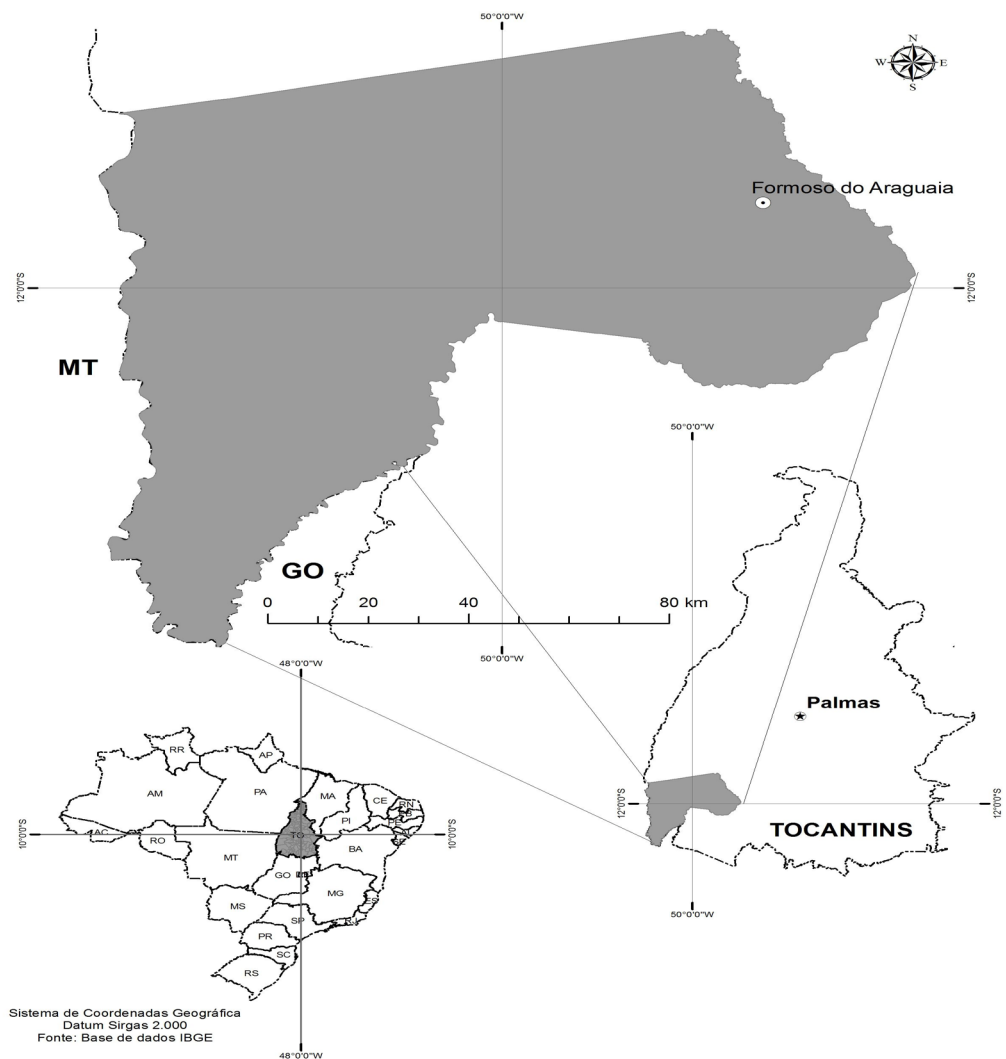 50°0'0"W
N
W E
S
Formoso do Araguaia
12°0'0"S
12°0'0"S
MT
GO
0 20 40 80 km
50°0'0"W
50°0'0"W
48°0'0"W
Palmas
12°0'0"S
12°0'0"S
TOCANTINS
50°0'0"W
RR
AP
AM
PA
MA
CE
RN
PI
PE
AC
TO
10°0'0"S
10°0'0"S
RO
BA
MT
GO
MG
ES
MS
SP
RJ
PR
SC
RS
Sistema de Coordenadas Geográfica
Datum Sirgas 2.000
Fonte: Base de dados IBGE
48°0'0"W